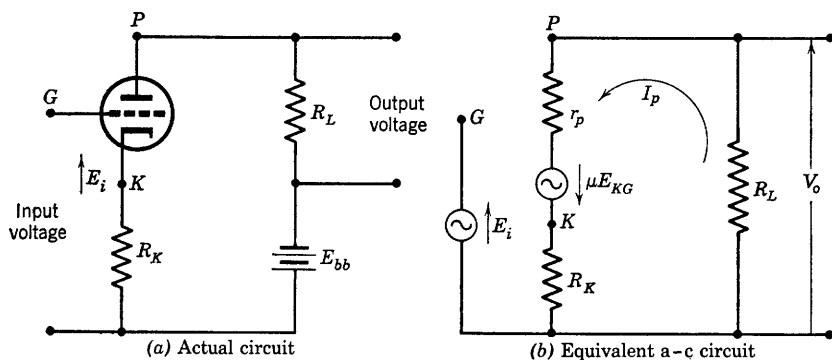 P
G
R_L
Output
voltage
E_i
K
Input
voltage
R_K
E_bb
(a) Actual circuit
P
I_p
r_p
G
μE_KG
R_L
V_o
K
E_i
R_K
(b) Equivalent a-c circuit